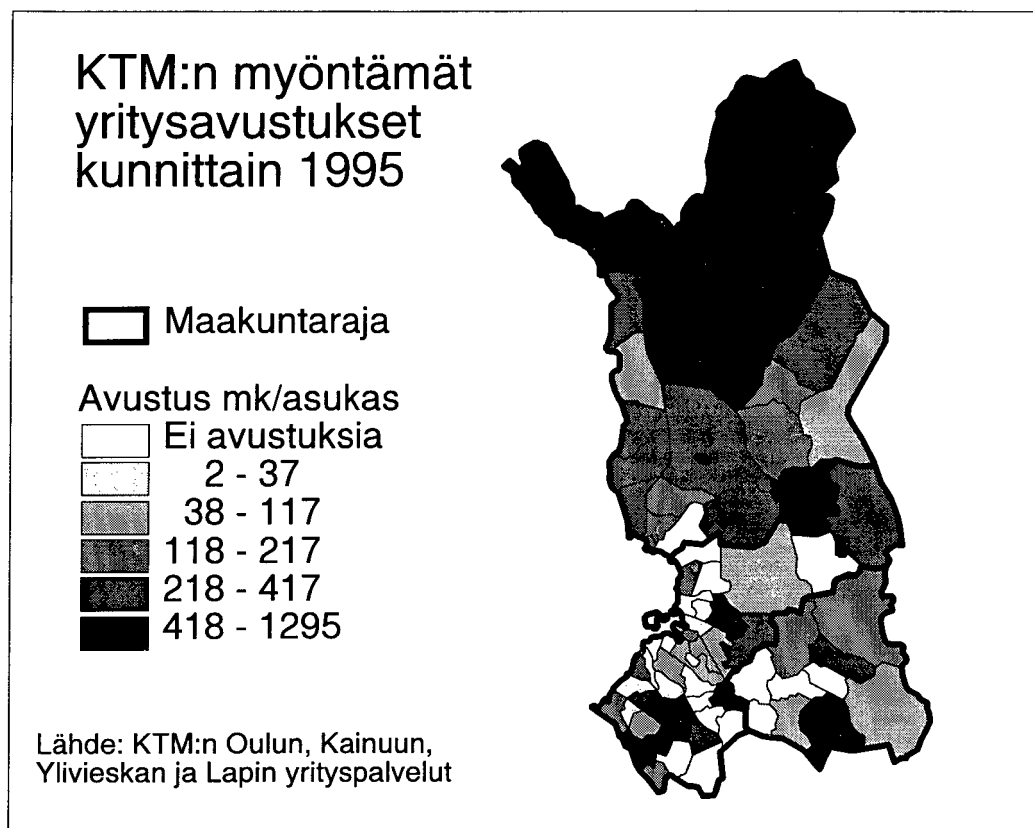 KTM:n myöntämät
yritysavustukset
kunnittain 1995
Maakuntaraja
Avustus mk/asukas
Ei avustuksia
2 - 37
38 - 117
118 - 217
218 - 417
418 - 1295
Lähde: KTM:n Oulun, Kainuun,
Ylivieskan ja Lapin yrityspalvelut